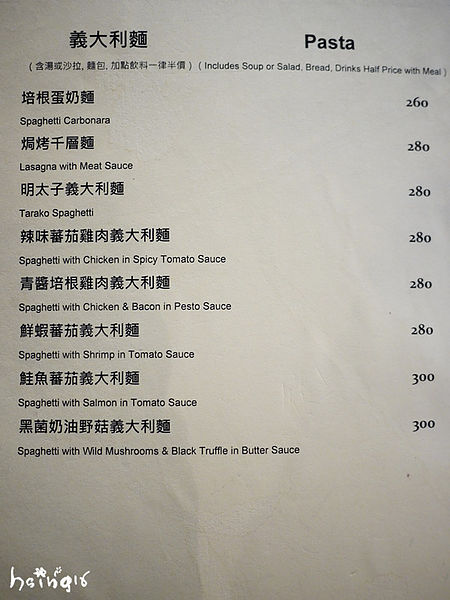 義大利麵 Pasta
(含湯或沙拉, 麵包, 加點飲料一律半價) (Includes Soup or Salad, Bread, Drinks Half Price with Meal)
培根蛋奶麵 260
Spaghetti Carbonara
焗烤千層麵 280
Lasagna with Meat Sauce
明太子義大利麵 280
Tarako Spaghetti
辣味蕃茄雞肉義大利麵 280
Spaghetti with Chicken in Spicy Tomato Sauce
青醬培根雞肉義大利麵 280
Spaghetti with Chicken & Bacon in Pesto Sauce
鮮蝦蕃茄義大利麵 280
Spaghetti with Shrimp in Tomato Sauce
鮭魚蕃茄義大利麵 300
Spaghetti with Salmon in Tomato Sauce
黑菌奶油野菇義大利麵 300
Spaghetti with Wild Mushrooms & Black Truffle in Butter Sauce
hsing16